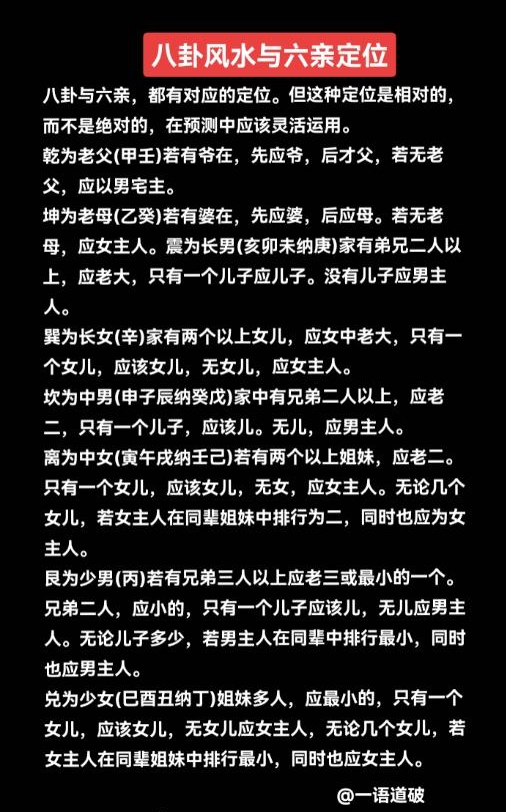 八卦风水与六亲定位
八卦与六亲，都有对应的定位。但这种定位是相对的，
而不是绝对的，在预测中应该灵活运用。
乾为老父(甲壬)若有爷在，先应爷，后才父，若无老
父，应以男宅主。
坤为老母(乙癸)若有婆在，先应婆，后应母。若无老
母，应女主人。震为长男(亥卯未纳庚)家有弟兄二人以
上，应老大，只有一个儿子应儿子。没有儿子应男主
人。
巽为长女(辛)家有两个以上女儿，应女中老大，只有一
个女儿，应该女儿，无女儿，应女主人。
坎为中男(申子辰纳癸戊)家中有兄弟二人以上，应老
二，只有一个儿子，应该儿。无儿，应男主人。
离为中女(寅午戌纳壬己)若有两个以上姐妹，应老二。
只有一个女儿，应该女儿，无女，应女主人。无论几个
女儿，若女主人在同辈姐妹中排行为二，同时也应为女
主人。
艮为少男(丙)若有兄弟三人以上应老三或最小的一个。
兄弟二人，应小的，只有一个儿子应该儿，无儿应男主
人。无论儿子多少，若男主人在同辈中排行最小，同时
也应男主人。
兑为少女(巳酉丑纳丁)姐妹多人，应最小的，只有一个
女儿，应该女儿，无女儿应女主人，无论几个女儿，若
女主人在同辈姐妹中排行最小，同时也应女主人。
@一语道破